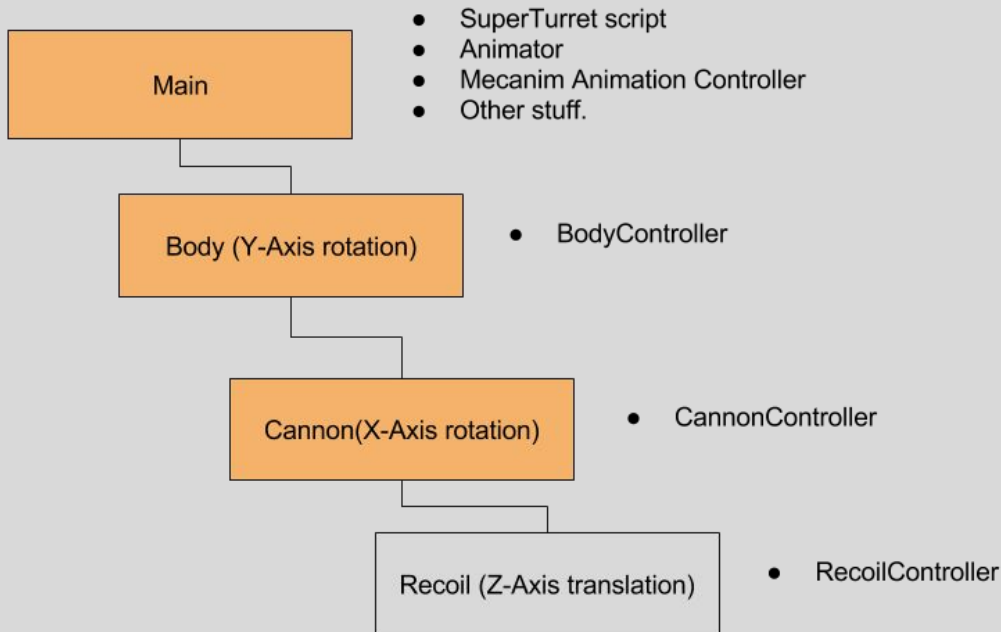 ● SuperTurret script
● Animator
Main
● Mecanim Animation Controller
● Other stuff.
Body (Y-Axis rotation)
● BodyController
Cannon(X-Axis rotation)
● CannonController
Recoil (Z-Axis translation)
● RecoilController